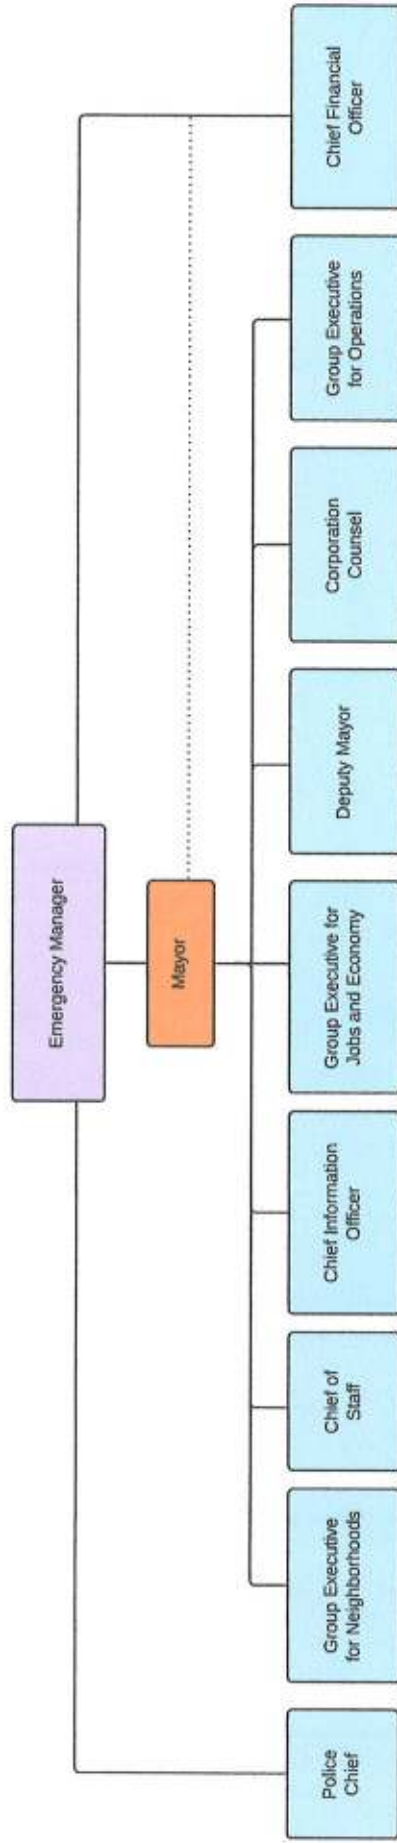 Emergency Manager
Mayor
Police
Chief
Group Executive
for Neighborhoods
Chief of
Staff
Chief Information
Officer
Group Executive for
Jobs and Economy
Deputy Mayor
Corporation
Counsel
Group Executive
for Operations
Chief Financial
Officer